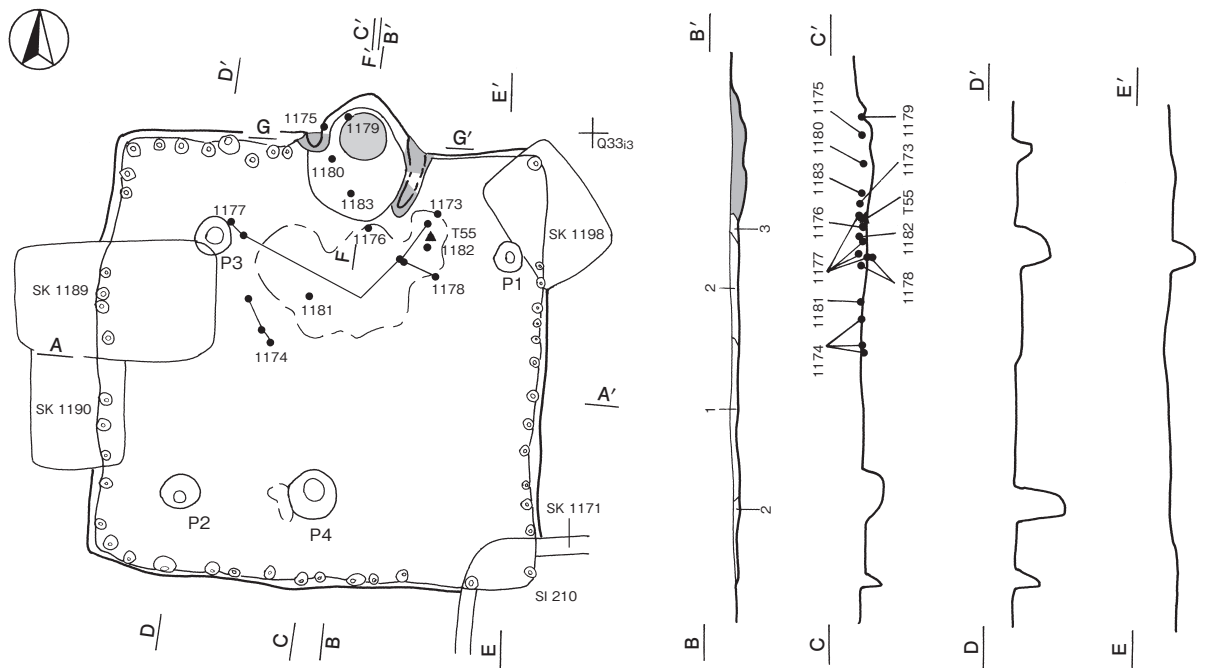 C′
F′
B′
D′
E′
G
1175
1179
G′
Q33i3
1180
1183
1177
1173
1176
T55
1182
SK 1198
P3
F
P1
1178
SK 1189
1181
1174
A
A′
SK 1190
P2
P4
SK 1171
SI 210
D
C
B
E
B′
3
2
1
2
B
C′
1175
1180
1183
1176
1177
1181
1174
1179
1173
T55
1182
1178
C
D′
D
E′
E